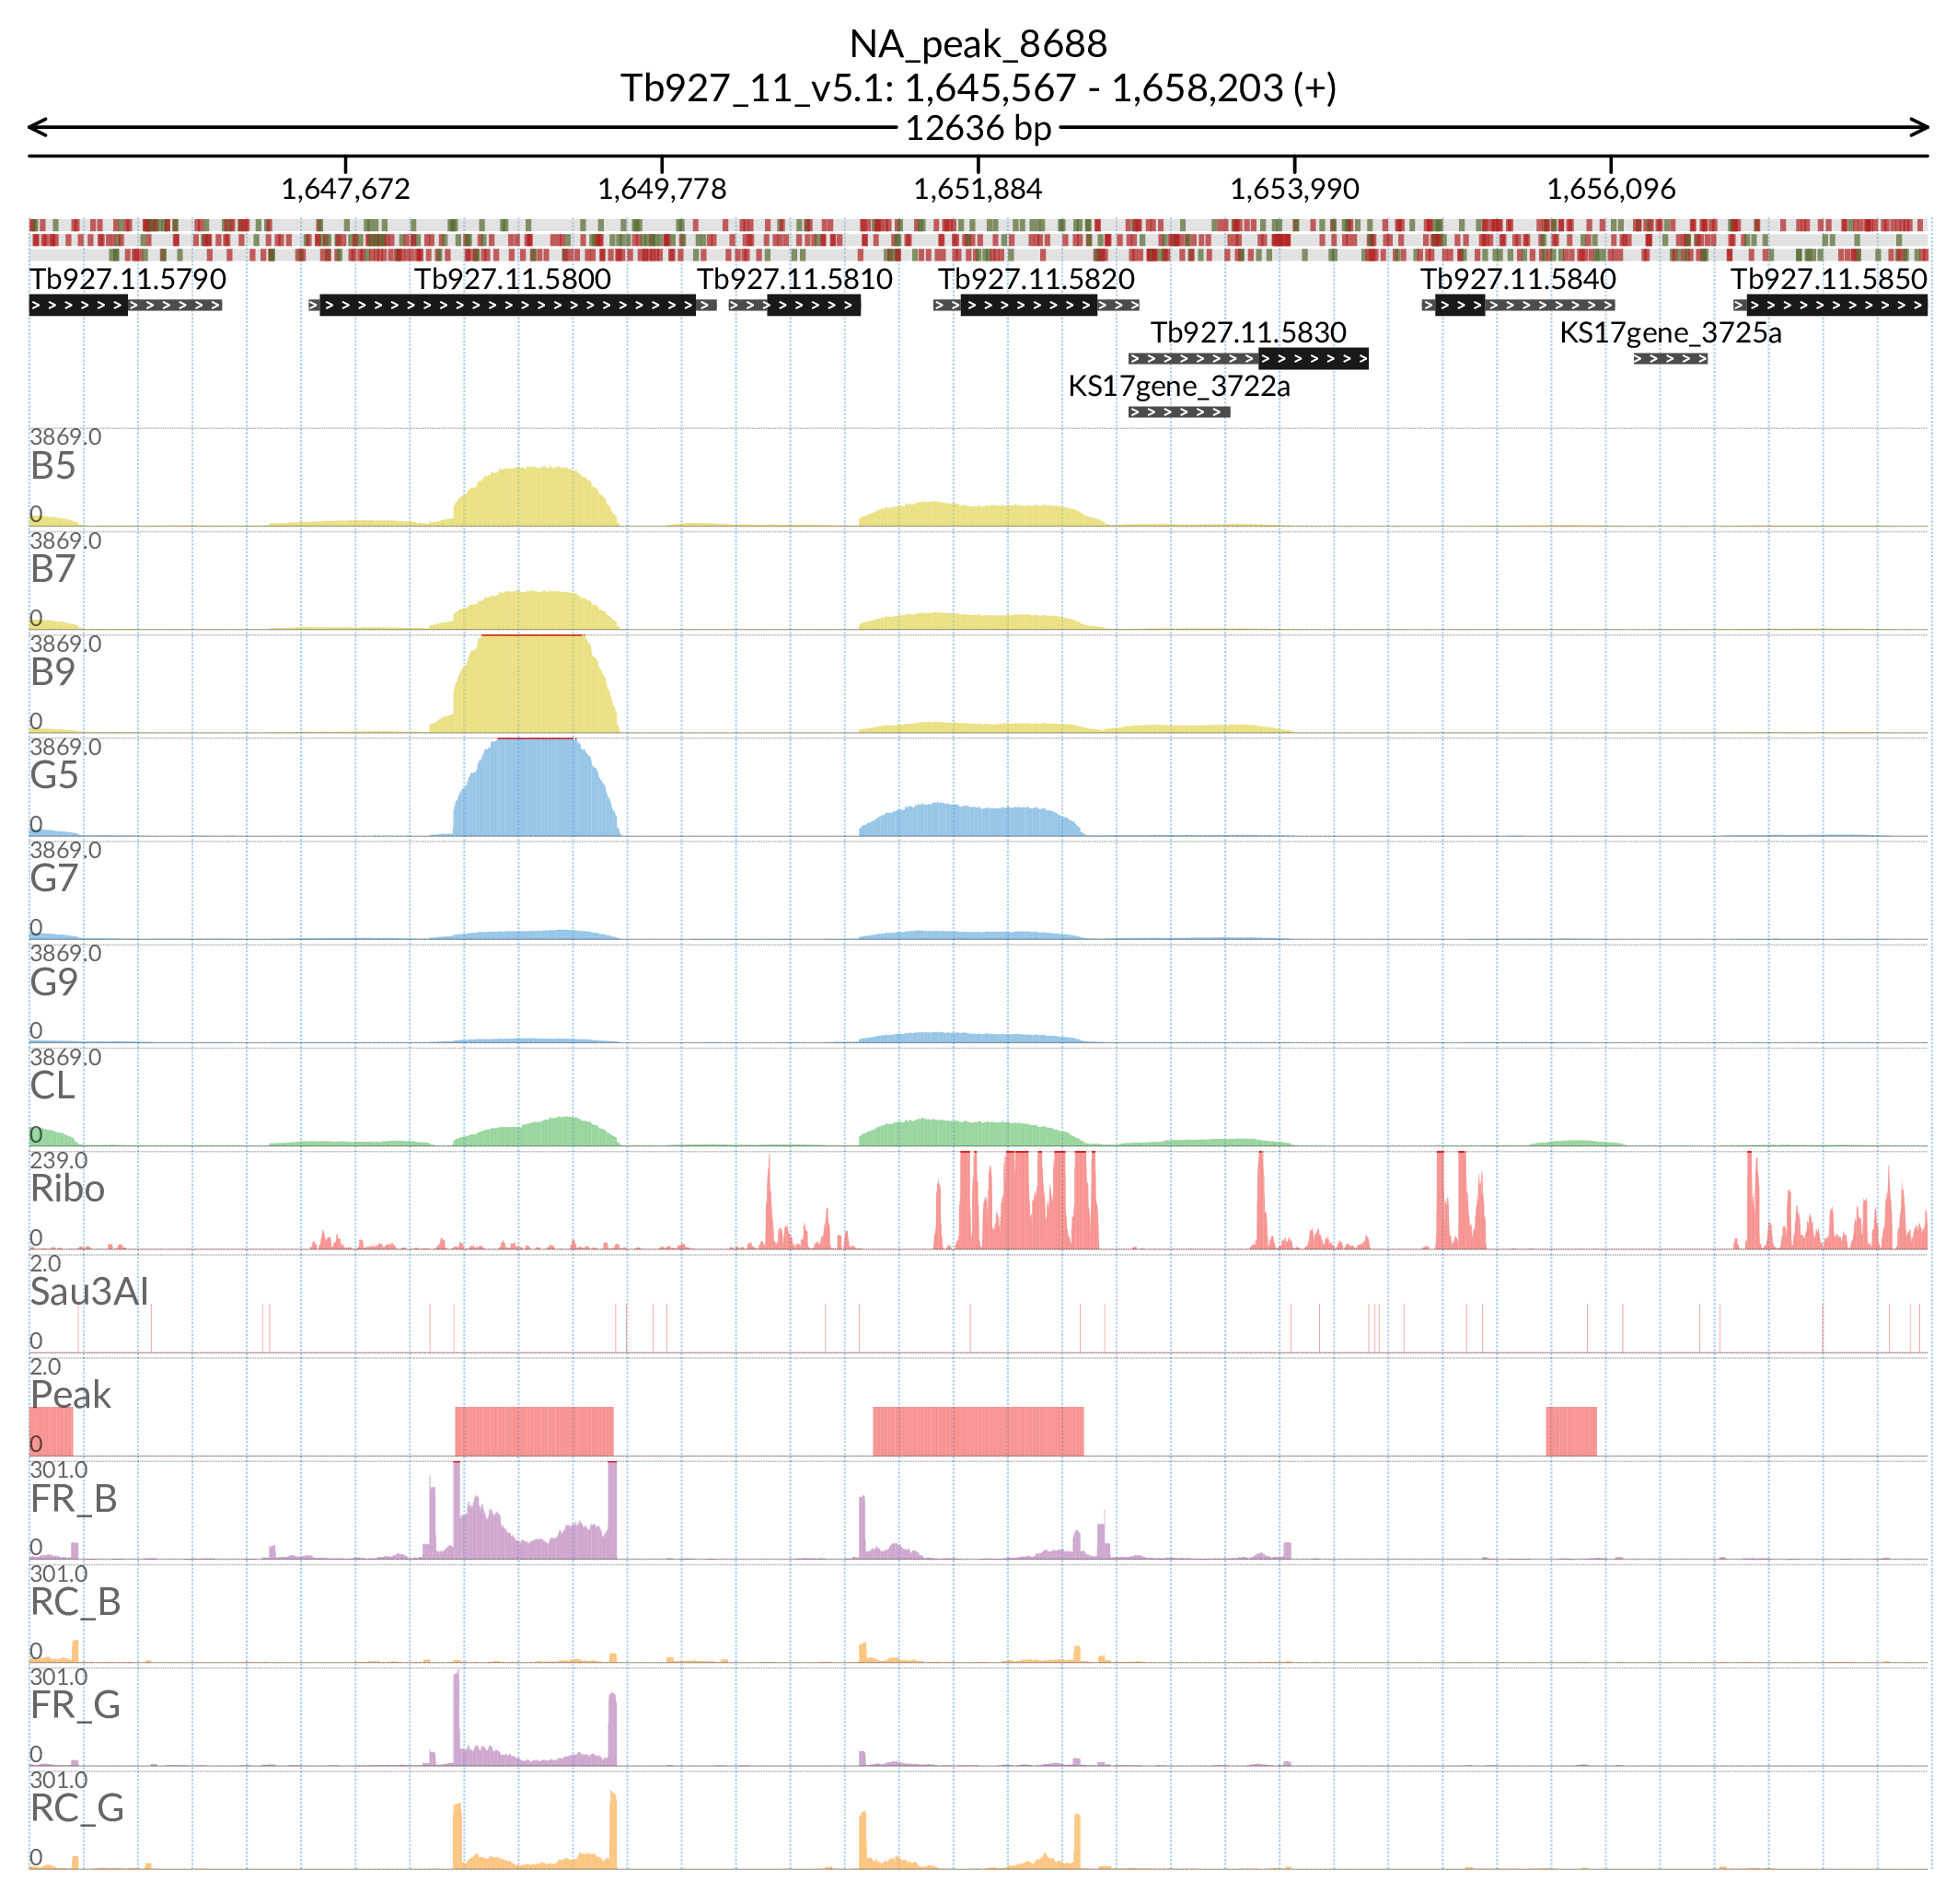 NA_peak_8688
Tb927_11_v5.1: 1,645,567 - 1,658,203 (+)
12636 bp
1,647,672 1,649,778 1,651,884 1,653,990 1,656,096
Tb927.11.5790 Tb927.11.5800 Tb927.11.5810 Tb927.11.5820 Tb927.11.5840 Tb927.11.5850
Tb927.11.5830 KS17gene_3725a
KS17gene_3722a
3869.0
B5
0
3869.0
B7
0
3869.0
B9
0
3869.0
G5
0
3869.0
G7
0
3869.0
G9
0
3869.0
CL
0
239.0
Ribo
0
2.0
Sau3AI
0
2.0
Peak
0
301.0
FR_B
0
301.0
RC_B
0
301.0
FR_G
0
301.0
RC_G
0